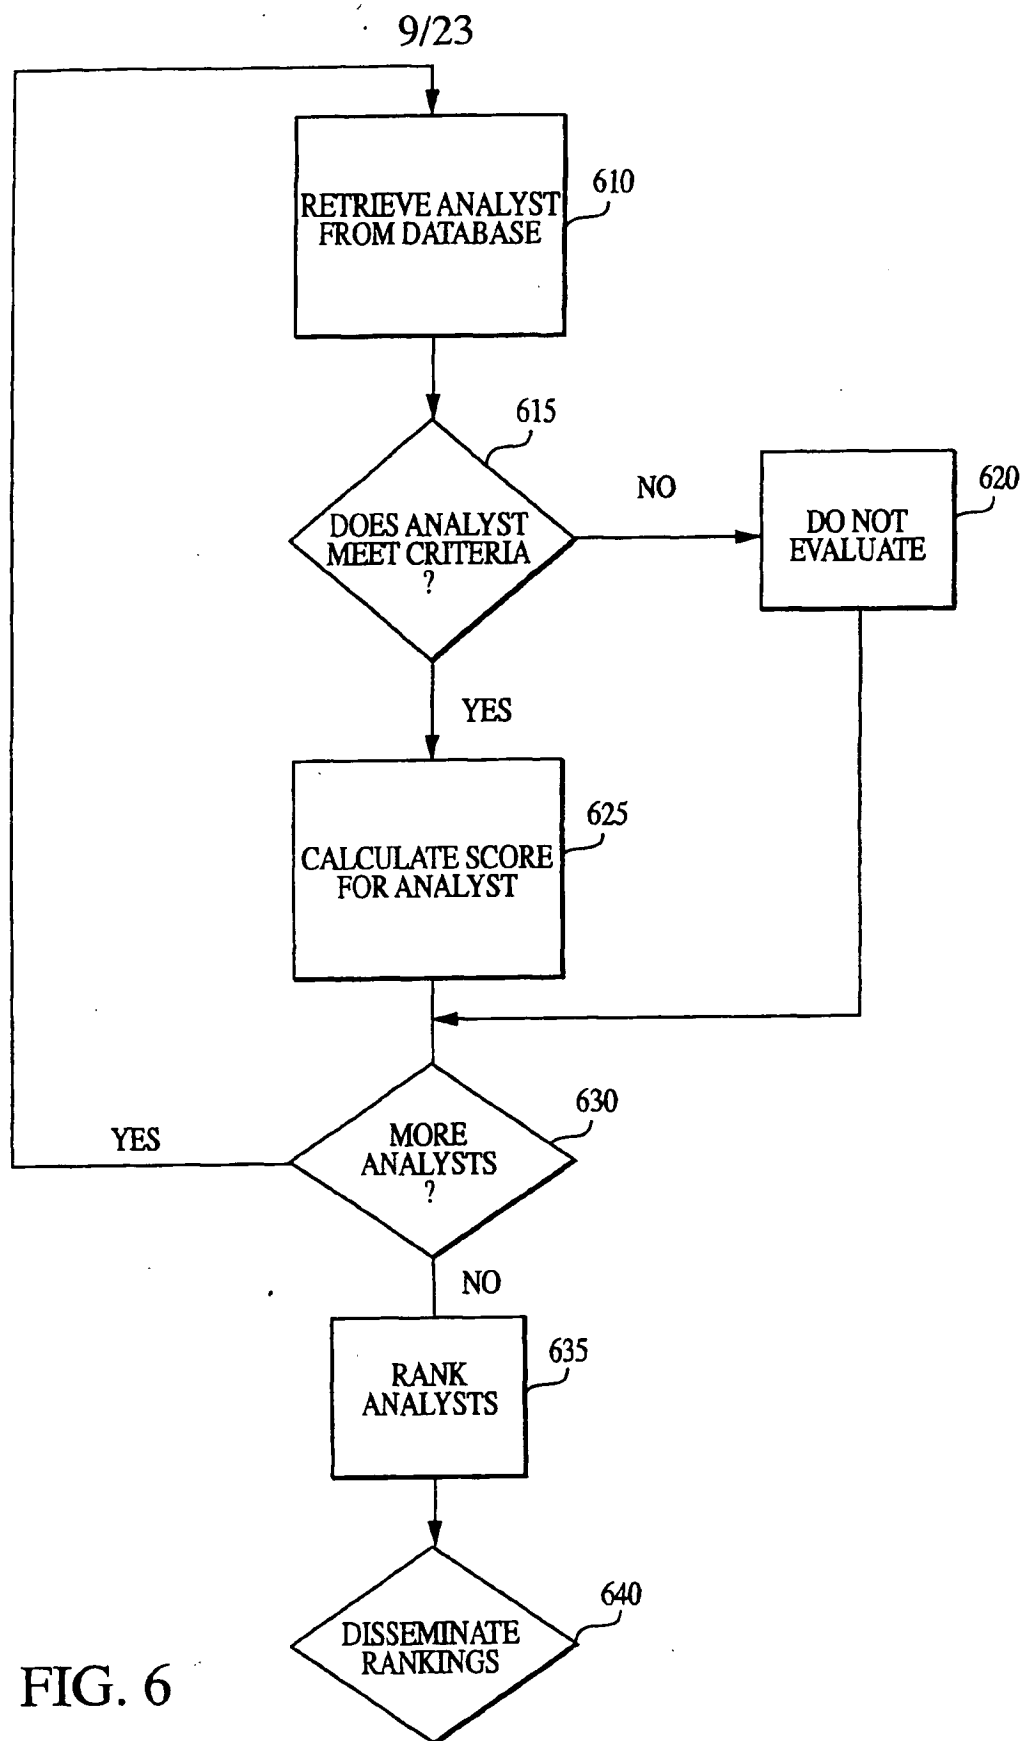 9/23
RETRIEVE ANALYST
FROM DATABASE
610
615
DOES ANALYST
MEET CRITERIA
?
NO
DO NOT
EVALUATE
620
YES
CALCULATE SCORE
FOR ANALYST
625
MORE
ANALYSTS
?
630
YES
NO
RANK
ANALYSTS
635
DISSEMINATE
RANKINGS
640
FIG. 6